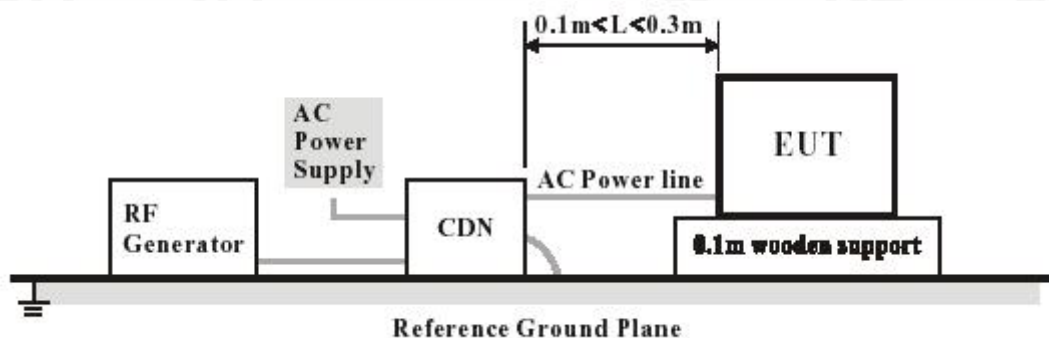 0.1m<L<0.3m
AC
Power
Supply
EUT
AC Power line
RF
Generator
CDN
0.1m wooden support
Reference Ground Plane